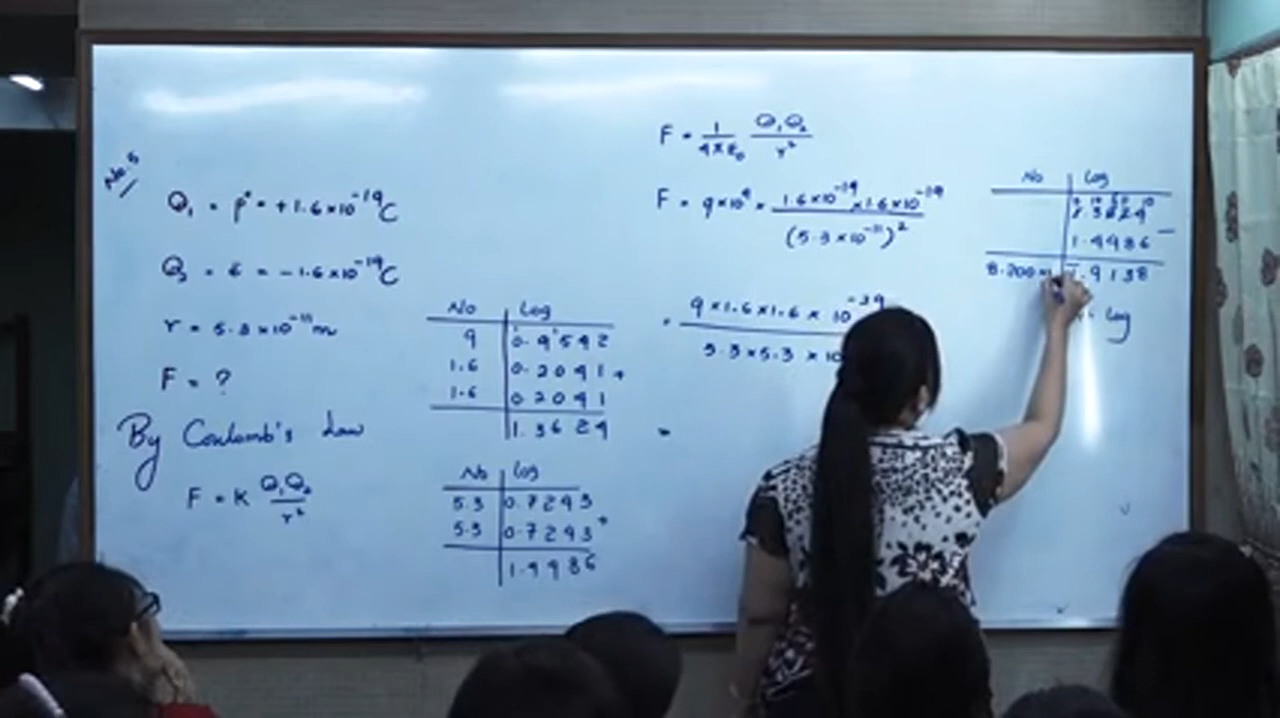 No. 5
Q₁ = p⁺ = +1.6×10⁻¹⁹C
Q₂ = e = -1.6×10⁻¹⁹C
r = 5.3×10⁻¹¹m
F = ?
By Coulomb's Law
F = K Q₁Q₂ / r²
No | Log
9 | 0.9542
1.6 | 0.2041 +
1.6 | 0.2041
1.3624
No | log
5.3 | 0.7243
5.3 | 0.7243 +
1.4486
F = 1/4πε₀ Q₁Q₂ / r²
F = 9×10⁹ × 1.6×10⁻¹⁹ × 1.6×10⁻¹⁹ / (5.3×10⁻¹¹)²
= 9×1.6×1.6×10⁻²⁹ / 5.3×5.3×10
=
No | Log
1.4486 -
8.200× | 1.9138
log